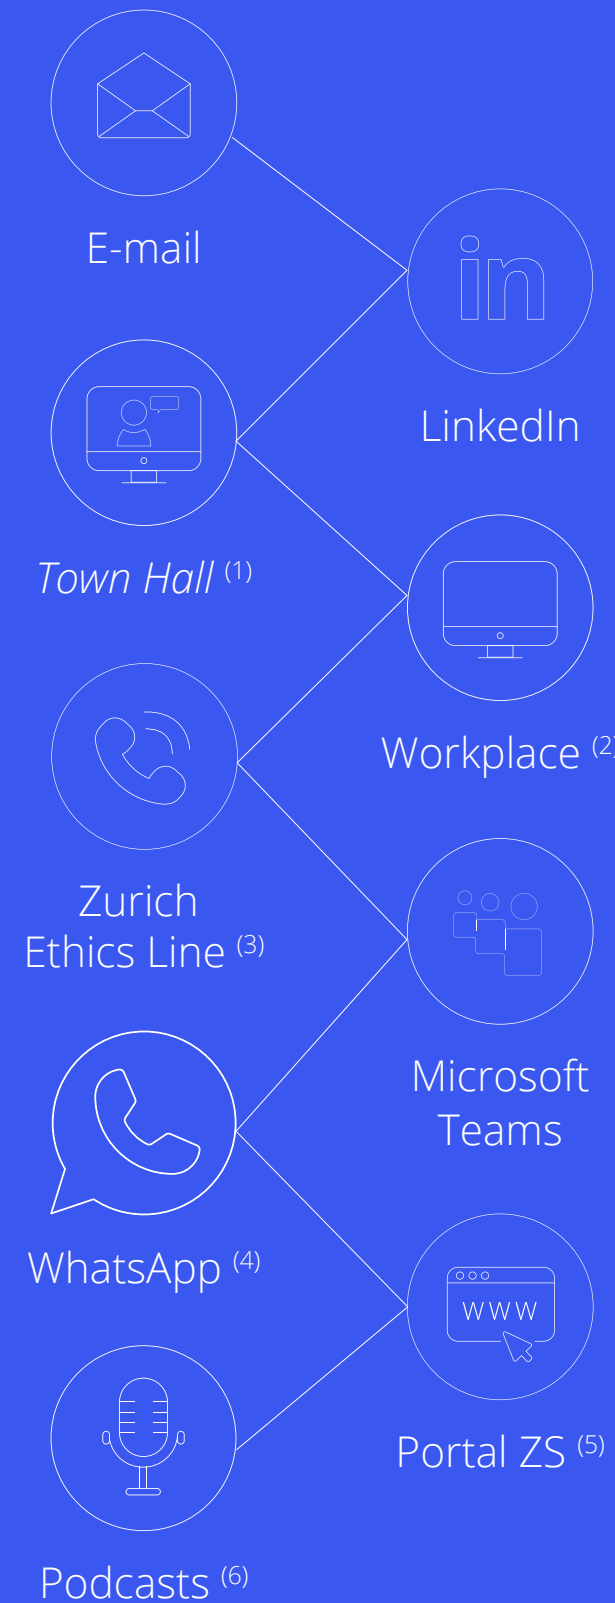 E-mail
in
LinkedIn
Town Hall (1)
Workplace (2)
Zurich
Ethics Line (3)
Microsoft
Teams
WhatsApp (4)
WWW
Portal ZS (5)
Podcasts (6)